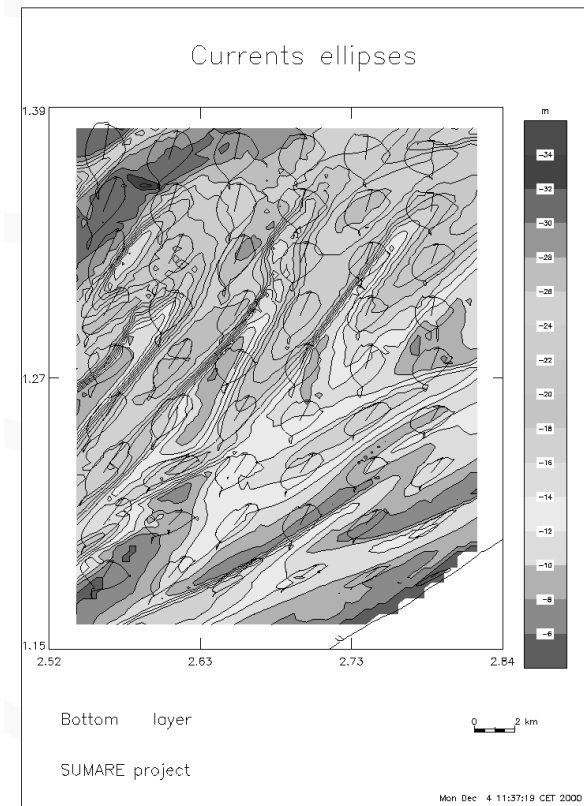 Currents ellipses
1.39
m
-34
-32
-30
-28
-26
-24
-22
-20
-18
-16
-14
-12
-10
-8
-6
1.27
1.15
2.52 2.63 2.73 2.84
Bottom layer
0 2 km
SUMARE project
Mon Dec 4 11:37:19 CET 2000